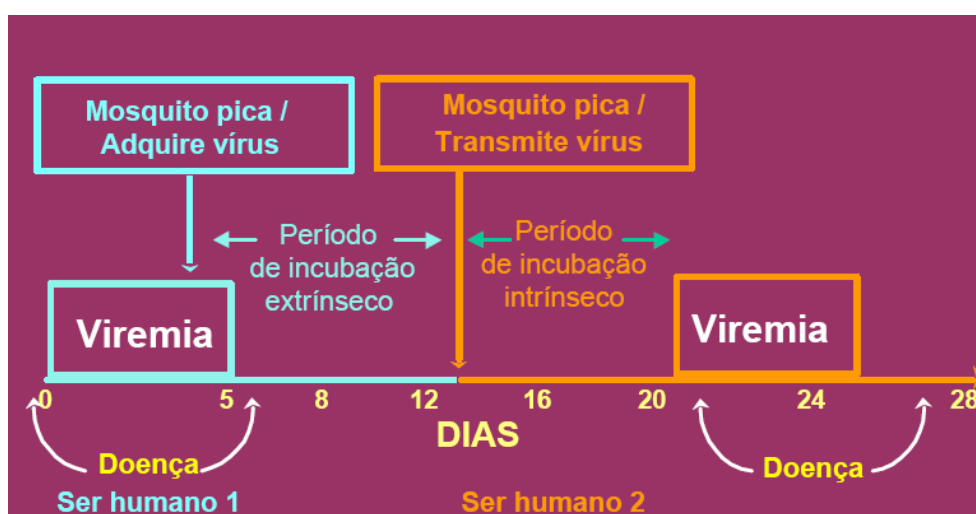 Mosquito pica /
Adquire vírus
Mosquito pica /
Transmite vírus
Período
de incubação
extrínseco
Período
de incubação
intrínseco
Viremia
Viremia
0 5 8 12 16 20 24 28
DIAS
Doença
Doença
Ser humano 1
Ser humano 2